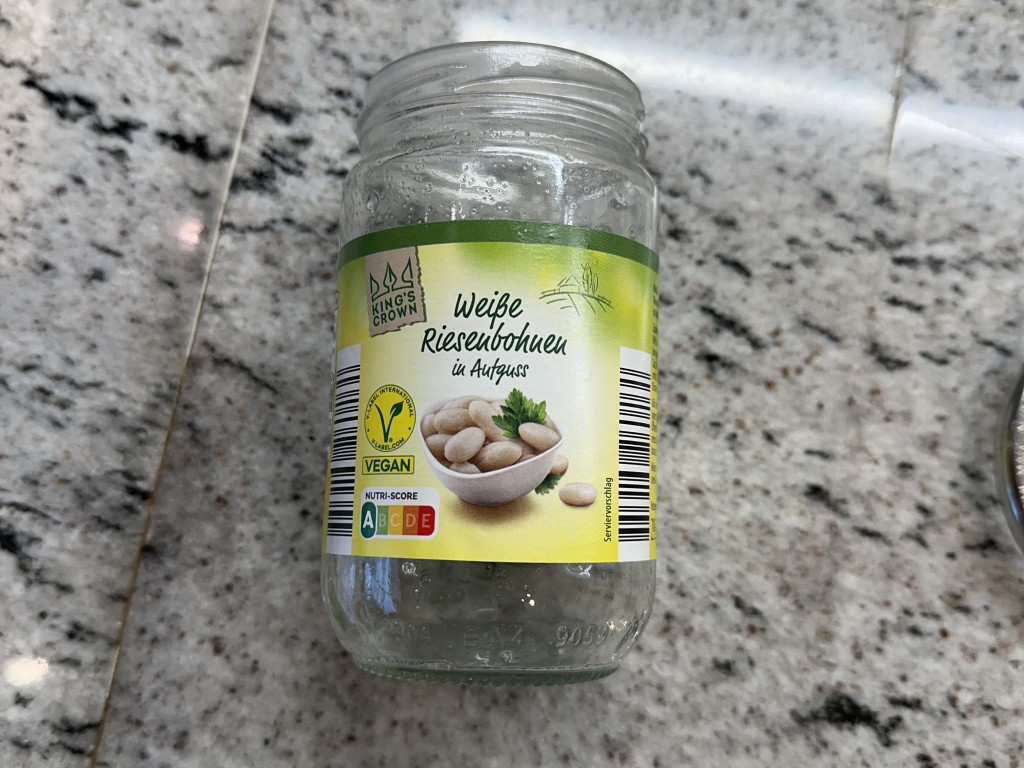 KING'S
CROWN
Weiße
Riesenbohnen
in Aufguss
V-LABEL INTERNATIONAL
V-LABEL.COM
VEGAN
NUTRI-SCORE
A B C D E
Serviervorschlag